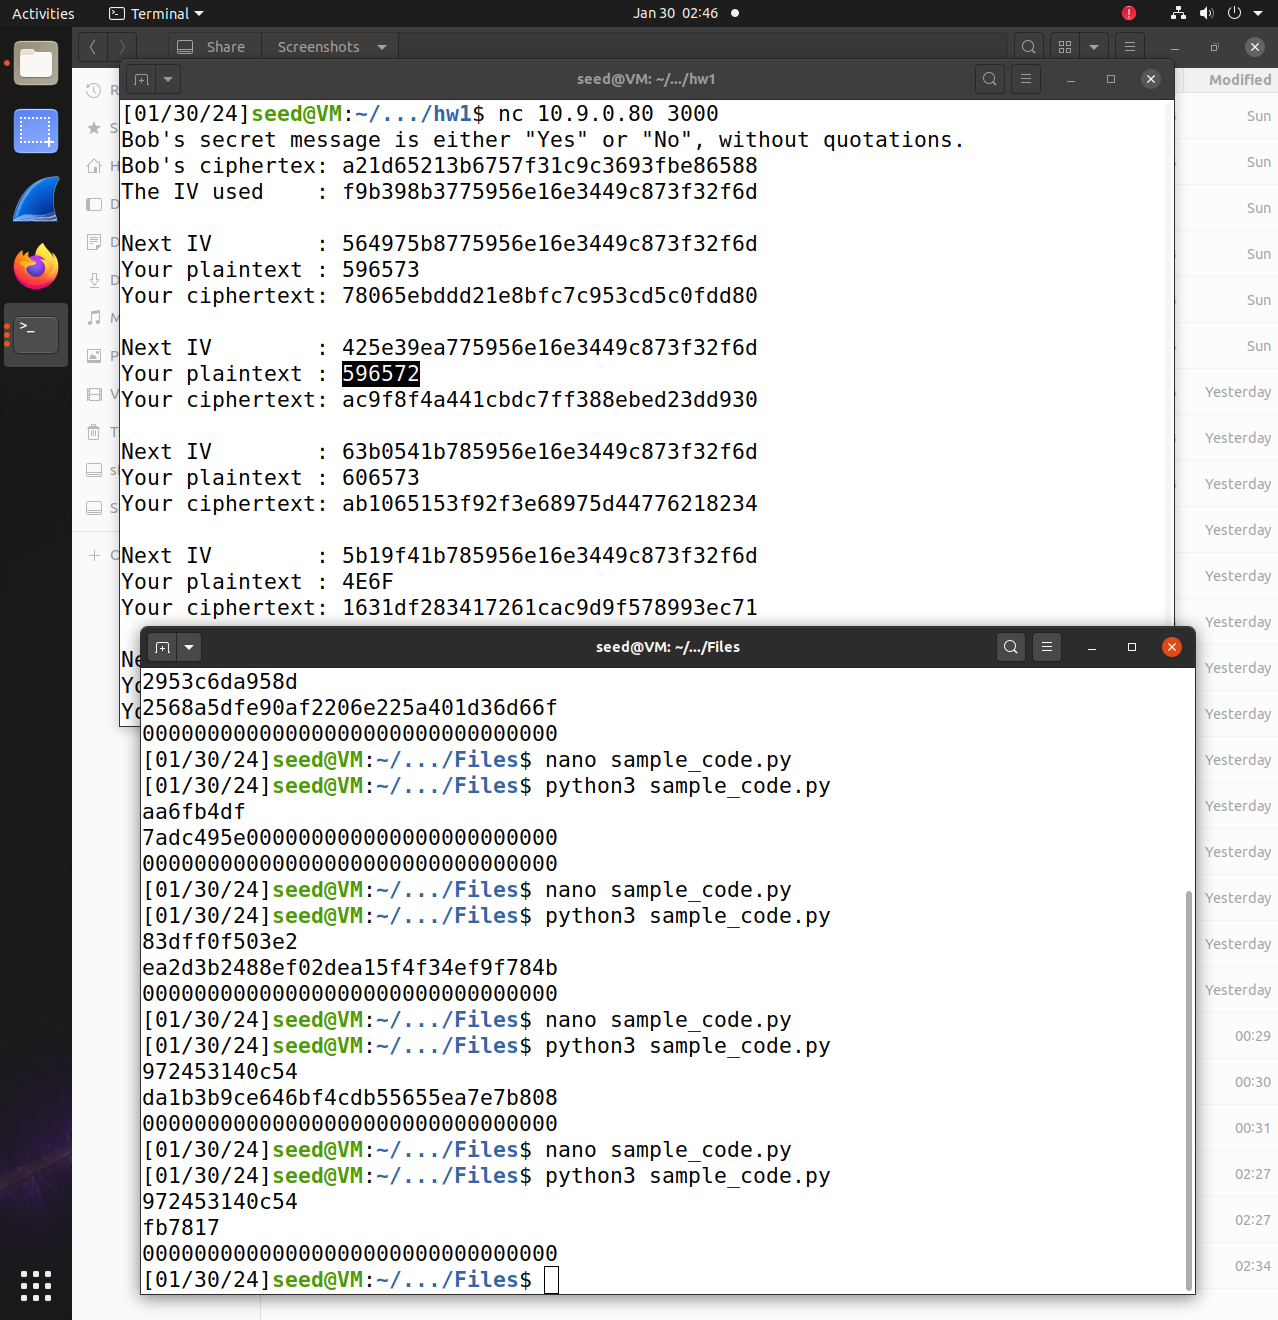 Activities Terminal Jan 30 02:46
Share Screenshots
seed@VM: ~/.../hw1
Modified
[01/30/24]seed@VM:~/.../hw1$ nc 10.9.0.80 3000
Bob's secret message is either "Yes" or "No", without quotations.
Bob's ciphertex: a21d65213b6757f31c9c3693fbe86588
The IV used    : f9b398b3775956e16e3449c873f32f6d
Next IV        : 564975b8775956e16e3449c873f32f6d
Your plaintext : 596573
Your ciphertext: 78065ebddd21e8bfc7c953cd5c0fdd80
Next IV        : 425e39ea775956e16e3449c873f32f6d
Your plaintext : 596572
Your ciphertext: ac9f8f4a441cbdc7ff388ebed23dd930
Next IV        : 63b0541b785956e16e3449c873f32f6d
Your plaintext : 606573
Your ciphertext: ab1065153f92f3e68975d44776218234
Next IV        : 5b19f41b785956e16e3449c873f32f6d
Your plaintext : 4E6F
Your ciphertext: 1631df283417261cac9d9f578993ec71
Ne
Yo
Yo
R
S
H
D
D
D
M
P
V
T
s
S
O
Sun
Sun
Sun
Sun
Sun
Sun
Yesterday
Yesterday
Yesterday
Yesterday
Yesterday
Yesterday
Yesterday
Yesterday
Yesterday
Yesterday
Yesterday
Yesterday
Yesterday
Yesterday
00:29
00:30
00:31
02:27
02:27
02:34
seed@VM: ~/.../Files
2953c6da958d
2568a5dfe90af2206e225a401d36d66f
00000000000000000000000000000000
[01/30/24]seed@VM:~/.../Files$ nano sample_code.py
[01/30/24]seed@VM:~/.../Files$ python3 sample_code.py
aa6fb4df
7adc495e000000000000000000000000
00000000000000000000000000000000
[01/30/24]seed@VM:~/.../Files$ nano sample_code.py
[01/30/24]seed@VM:~/.../Files$ python3 sample_code.py
83dff0f503e2
ea2d3b2488ef02dea15f4f34ef9f784b
00000000000000000000000000000000
[01/30/24]seed@VM:~/.../Files$ nano sample_code.py
[01/30/24]seed@VM:~/.../Files$ python3 sample_code.py
972453140c54
da1b3b9ce646bf4cdb55655ea7e7b808
00000000000000000000000000000000
[01/30/24]seed@VM:~/.../Files$ nano sample_code.py
[01/30/24]seed@VM:~/.../Files$ python3 sample_code.py
972453140c54
fb7817
00000000000000000000000000000000
[01/30/24]seed@VM:~/.../Files$